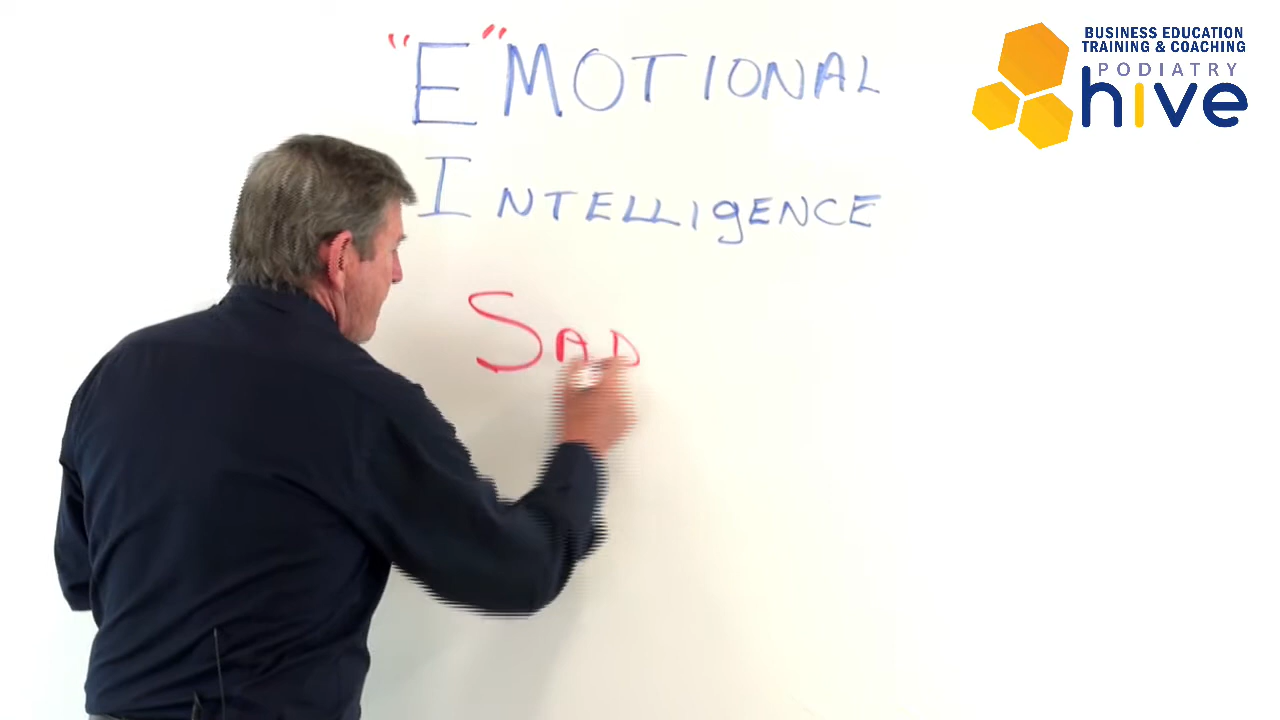 "E"MOTIONAL
INTELLIGENCE
SAD
BUSINESS EDUCATION
TRAINING & COACHING
PODIATRY
hive